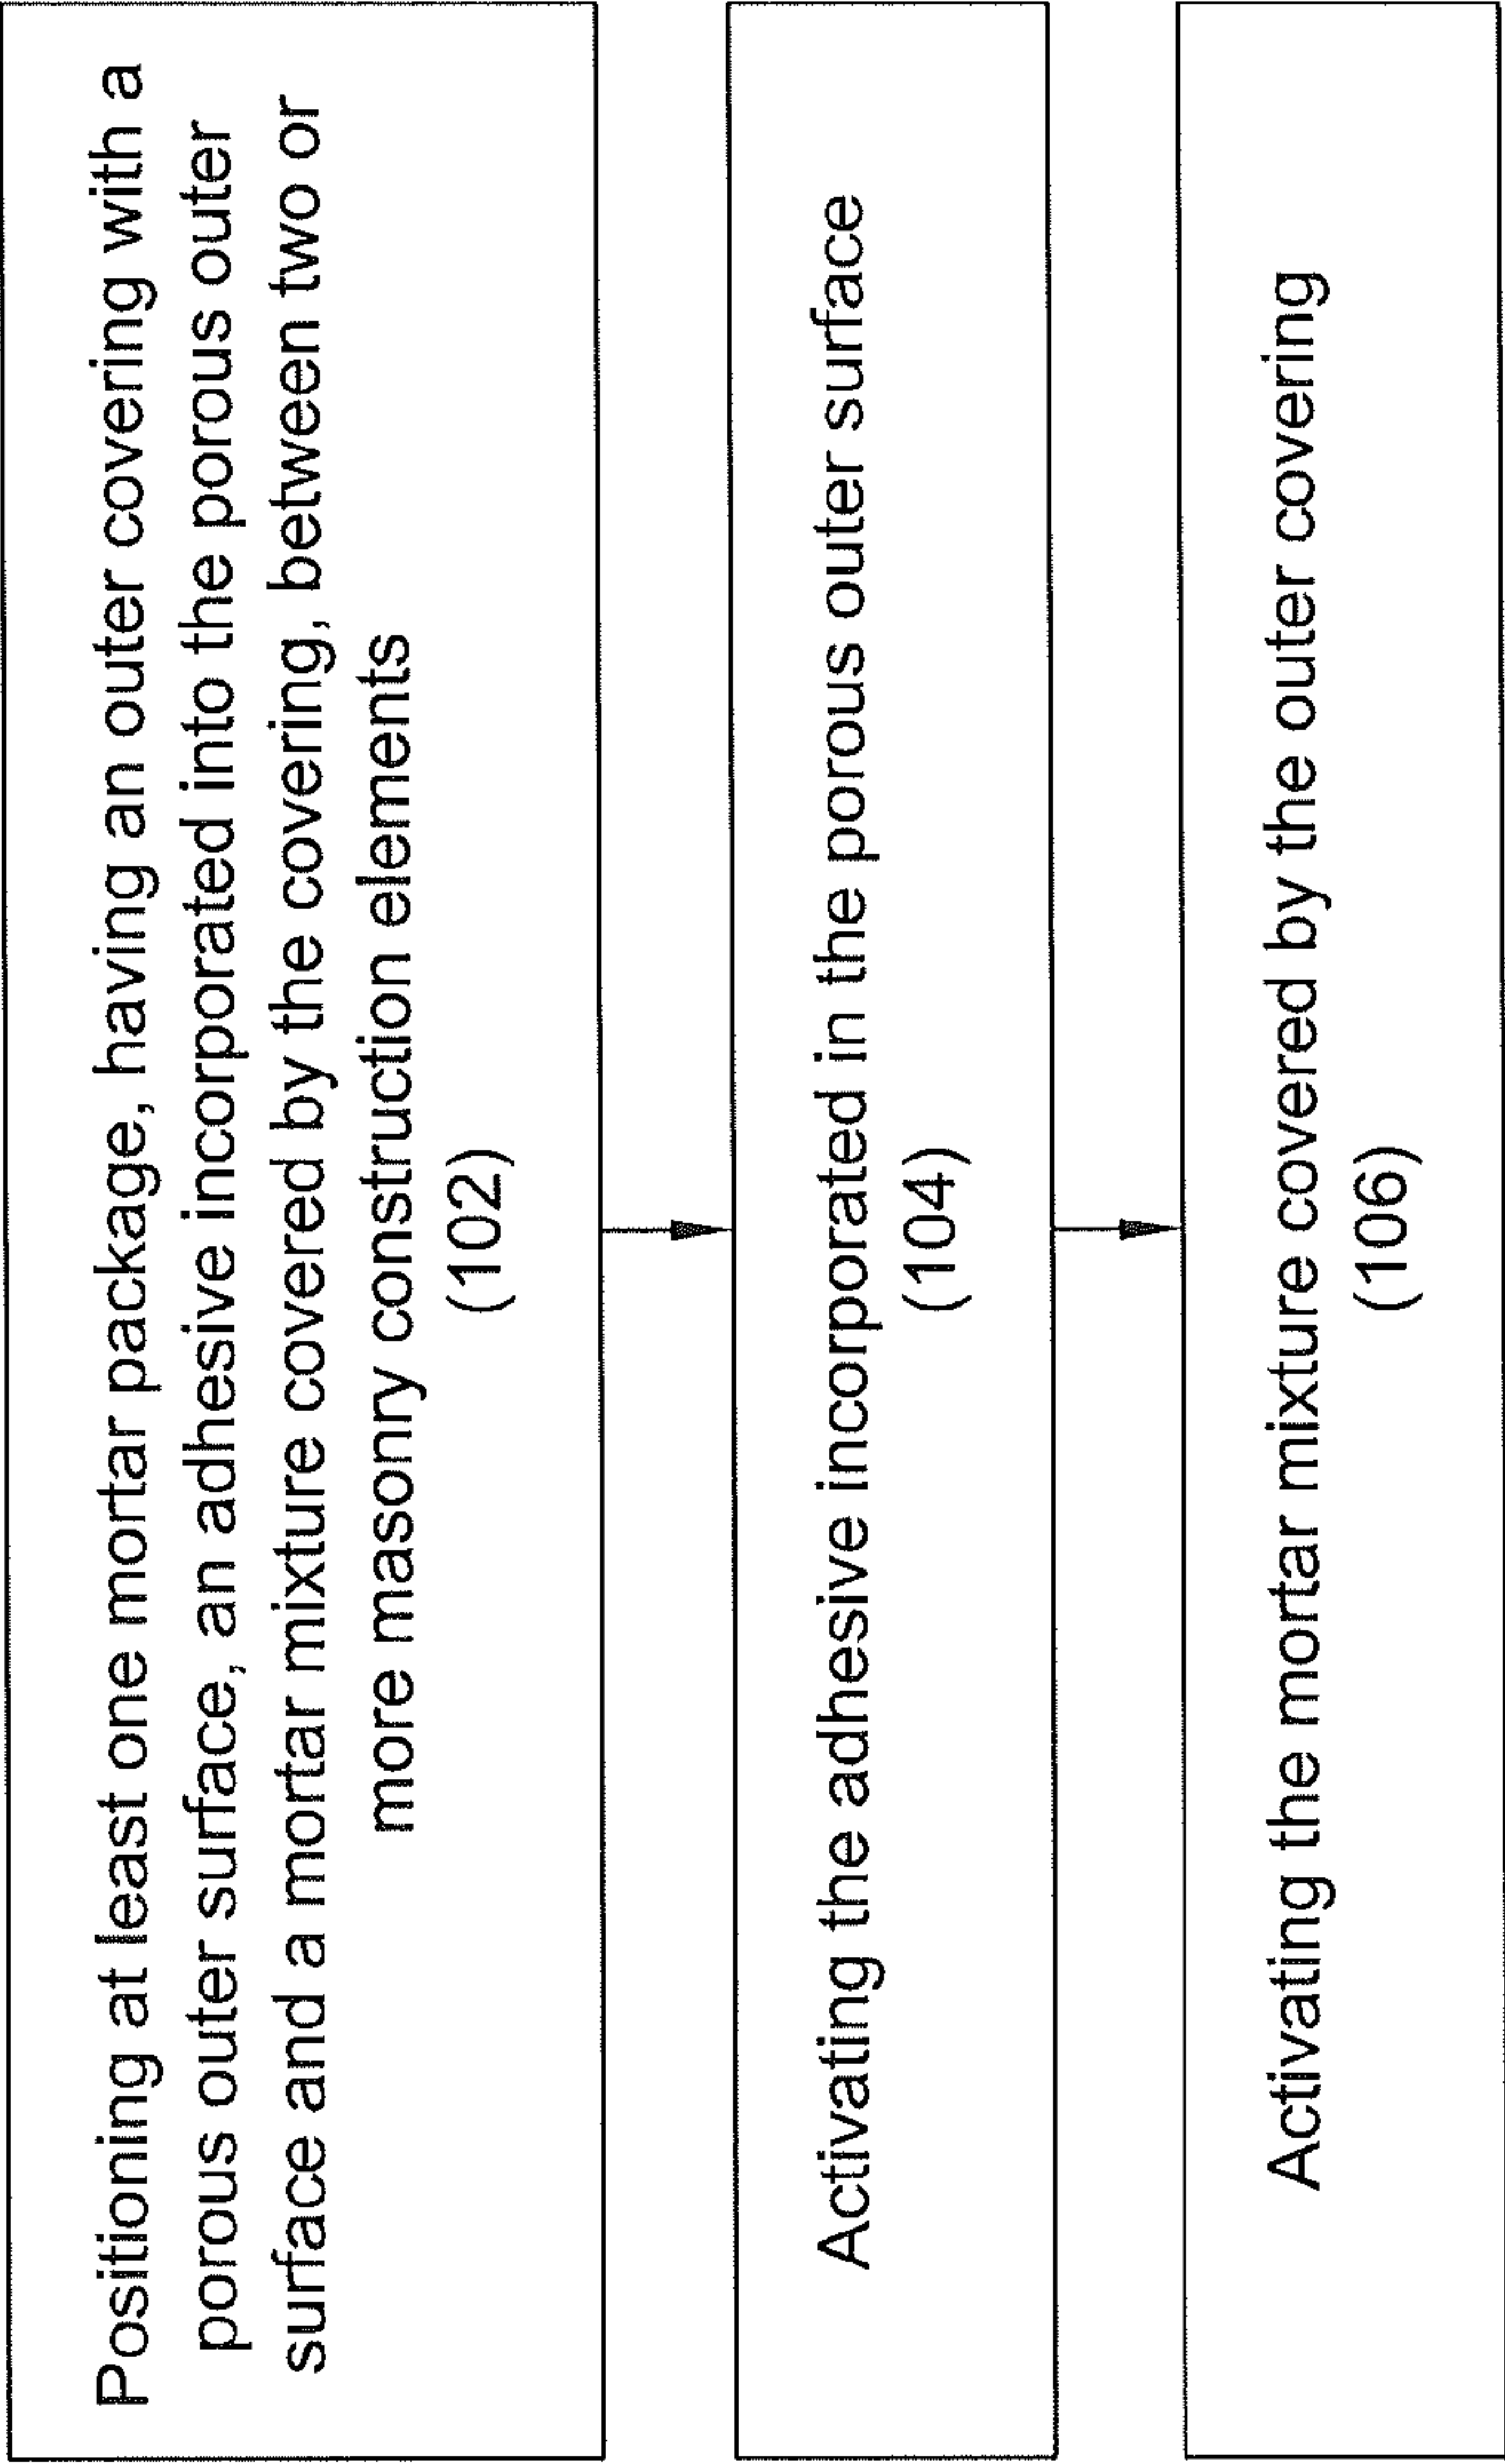 Positioning at least one mortar package, having an outer covering with a
porous outer surface, an adhesive incorporated into the porous outer
surface and a mortar mixture covered by the covering, between two or
more masonry construction elements
(102)
Activating the adhesive incorporated in the porous outer surface
(104)
Activating the mortar mixture covered by the outer covering
(106)